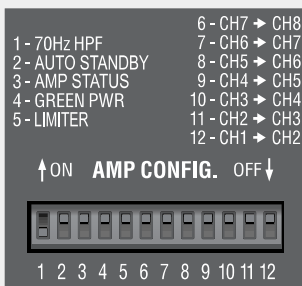 1 - 70Hz HPF
2 - AUTO STANDBY
3 - AMP STATUS
4 - GREEN PWR
5 - LIMITER
6 - CH7 → CH8
7 - CH6 → CH7
8 - CH5 → CH6
9 - CH4 → CH5
10 - CH3 → CH4
11 - CH2 → CH3
12 - CH1 → CH2
↑ON AMP CONFIG. OFF↓
1 2 3 4 5 6 7 8 9 10 11 12